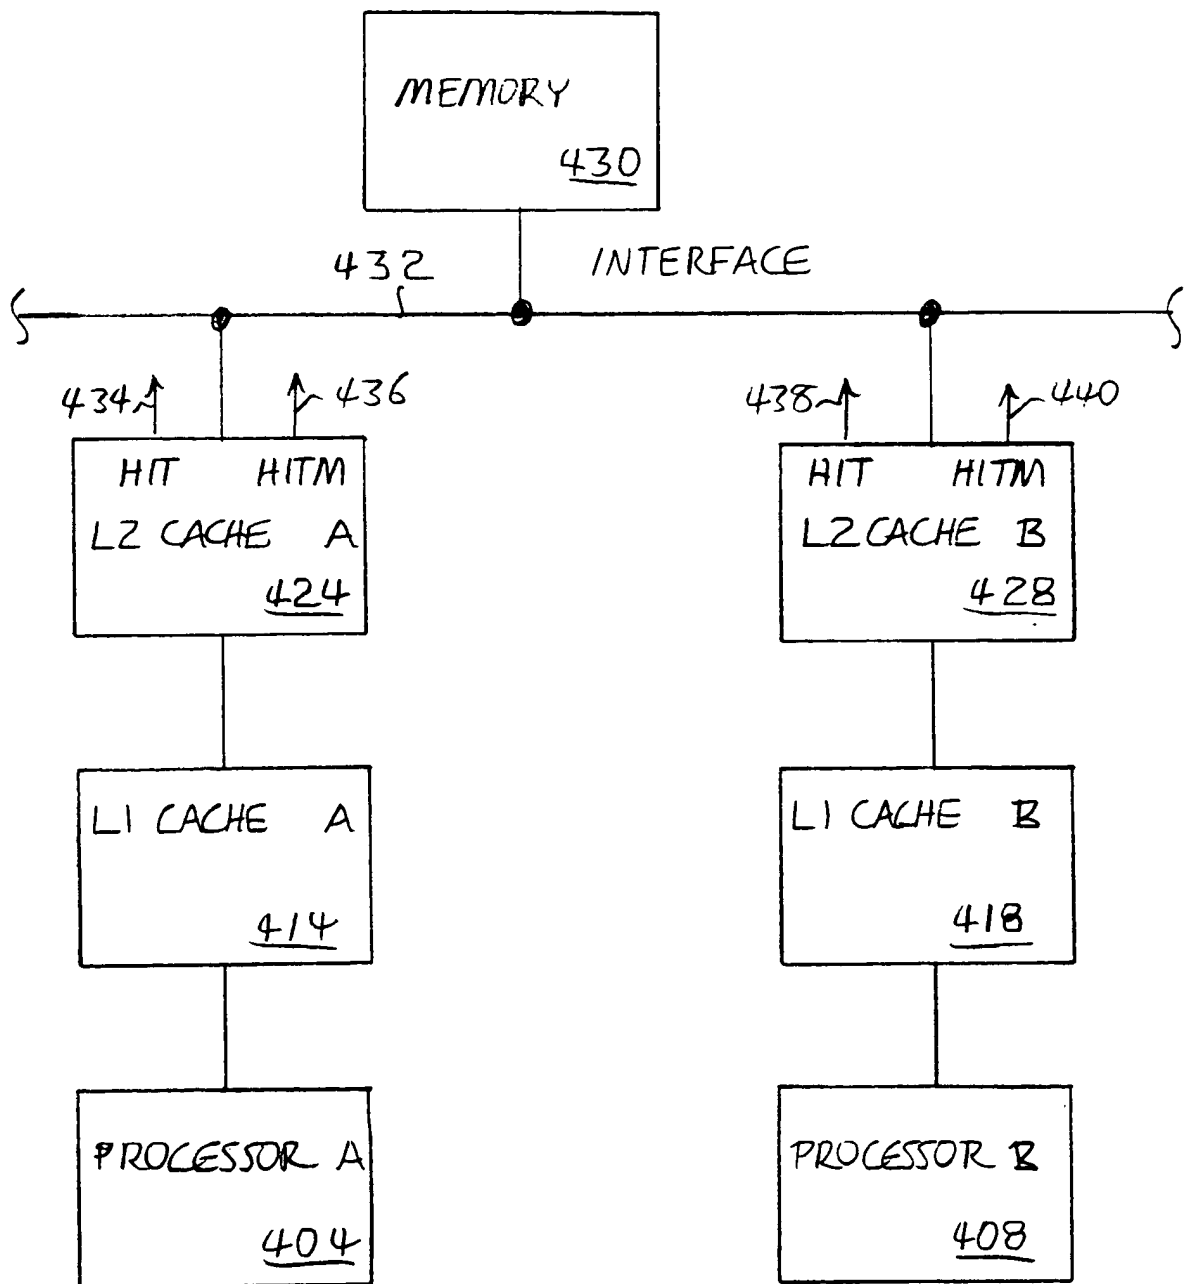 MEMORY
430
432 INTERFACE
434 436 438 440
HIT HITM HIT HITM
L2 CACHE A L2 CACHE B
424 428
L1 CACHE A L1 CACHE B
414 418
PROCESSOR A PROCESSOR B
404 408